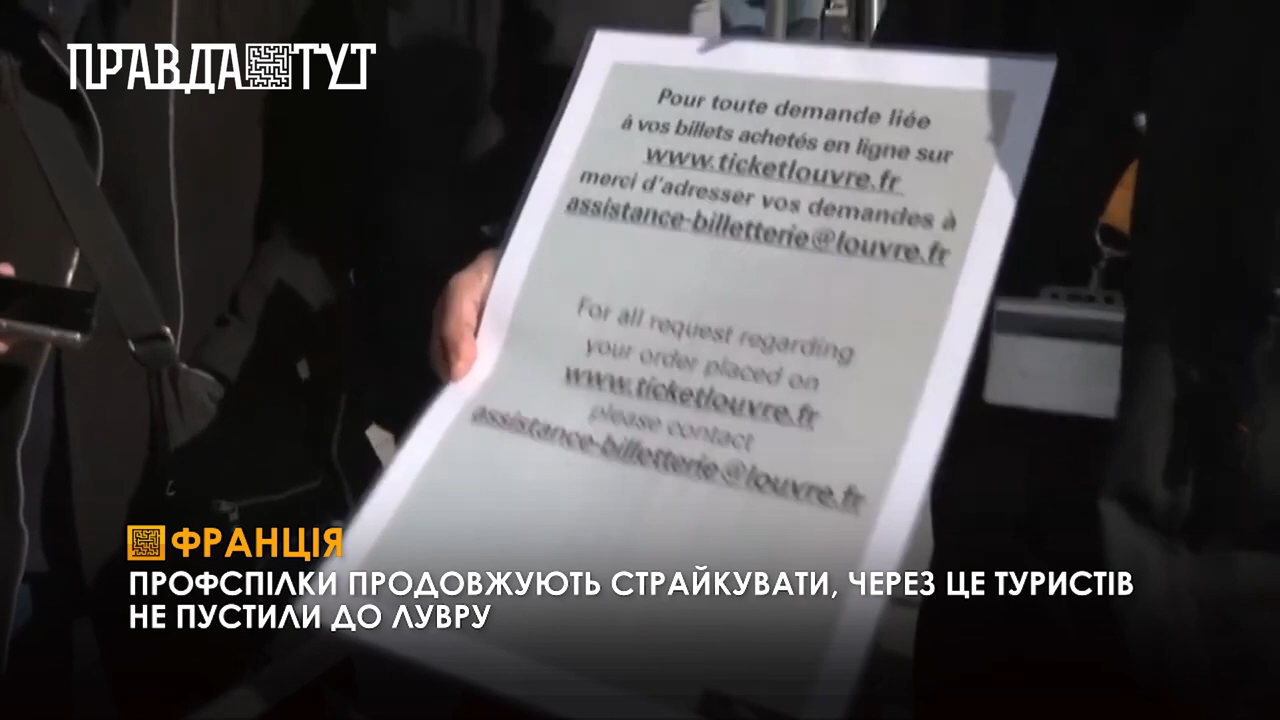 ПРАВДА ТУТ
Pour toute demande liée
à vos billets achetés en ligne sur
www.ticketlouvre.fr
merci d'adresser vos demandes à
assistance-billetterie@louvre.fr
For all request regarding
your order placed on
www.ticketlouvre.fr
please contact
assistance-billetterie@louvre.fr
ФРАНЦІЯ
ПРОФСПІЛКИ ПРОДОВЖУЮТЬ СТРАЙКУВАТИ, ЧЕРЕЗ ЦЕ ТУРИСТІВ
НЕ ПУСТИЛИ ДО ЛУВРУ